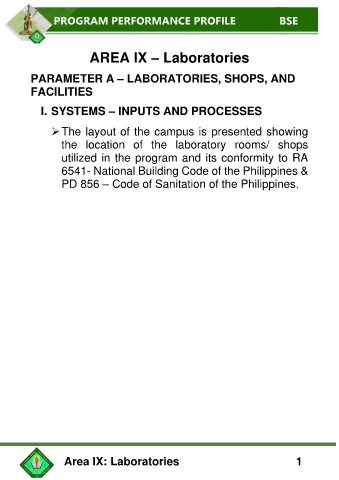 PROGRAM PERFORMANCE PROFILE BSE
AREA IX – Laboratories
PARAMETER A – LABORATORIES, SHOPS, AND
FACILITIES
I. SYSTEMS – INPUTS AND PROCESSES
➢The layout of the campus is presented showing
the location of the laboratory rooms/ shops
utilized in the program and its conformity to RA
6541- National Building Code of the Philippines &
PD 856 – Code of Sanitation of the Philippines.
Area IX: Laboratories 1